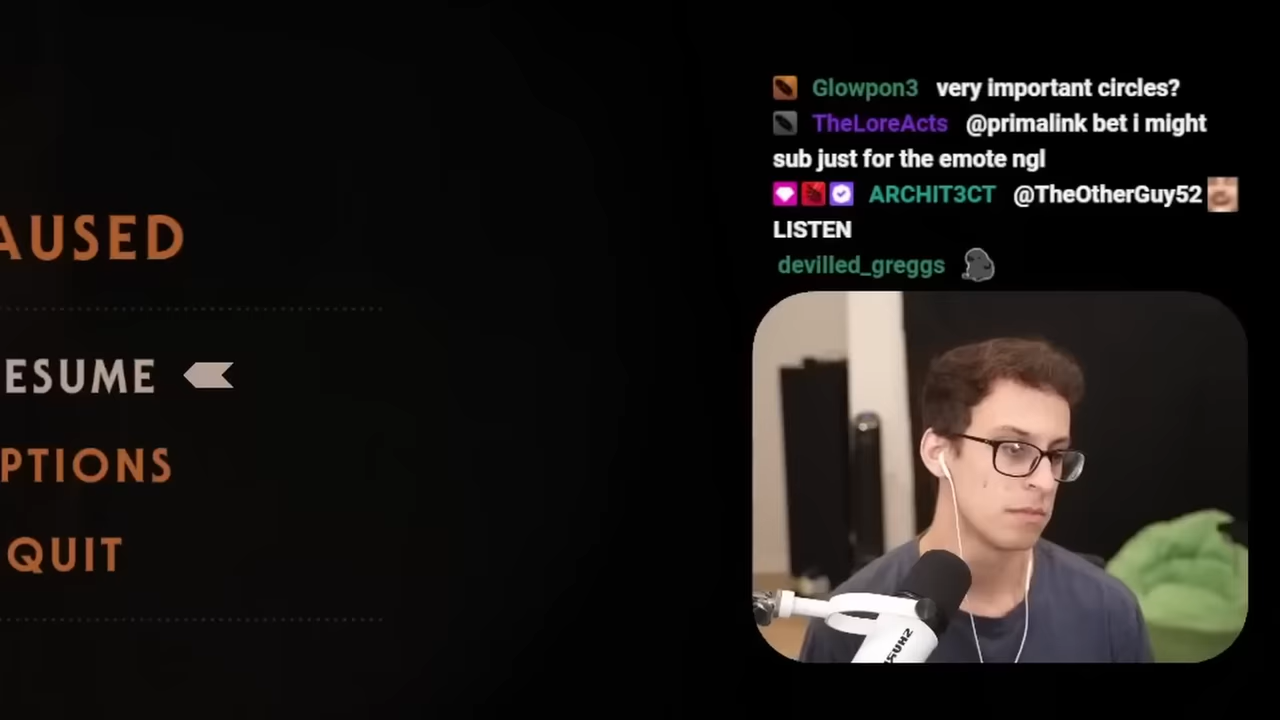 AUSED
ESUME
PTIONS
QUIT
Glowpon3 very important circles?
TheLoreActs @primalink bet i might
sub just for the emote ngl
ARCHIT3CT @TheOtherGuy52
LISTEN
devilled_greggs
SHURE